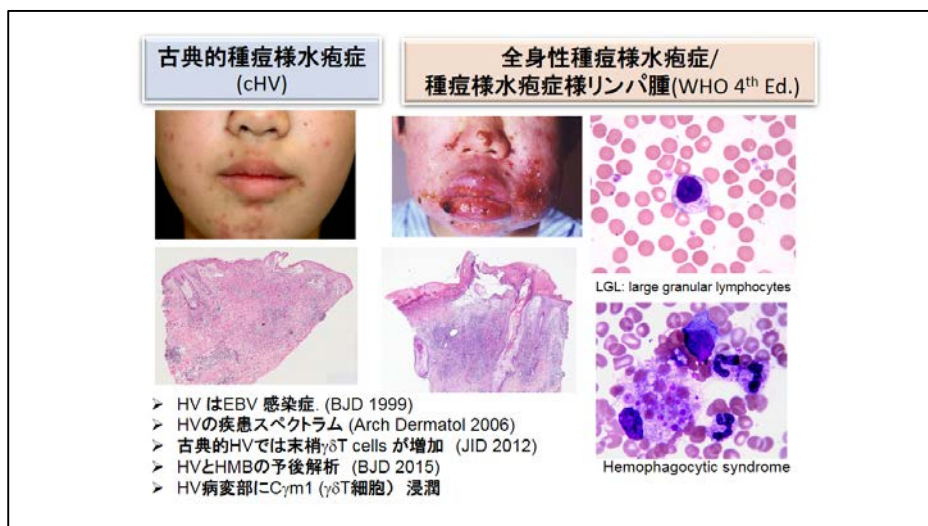 古典的種痘様水疱症
(cHV)
全身性種痘様水疱症/
種痘様水疱症様リンパ腫(WHO 4th Ed.)
LGL: large granular lymphocytes
Hemophagocytic syndrome
➢ HV はEBV 感染症. (BJD 1999)
➢ HVの疾患スペクトラム (Arch Dermatol 2006)
➢ 古典的HVでは末梢γδT cells が増加 (JID 2012)
➢ HVとHMBの予後解析 (BJD 2015)
➢ HV病変部にCγm1 (γδT細胞) 浸潤